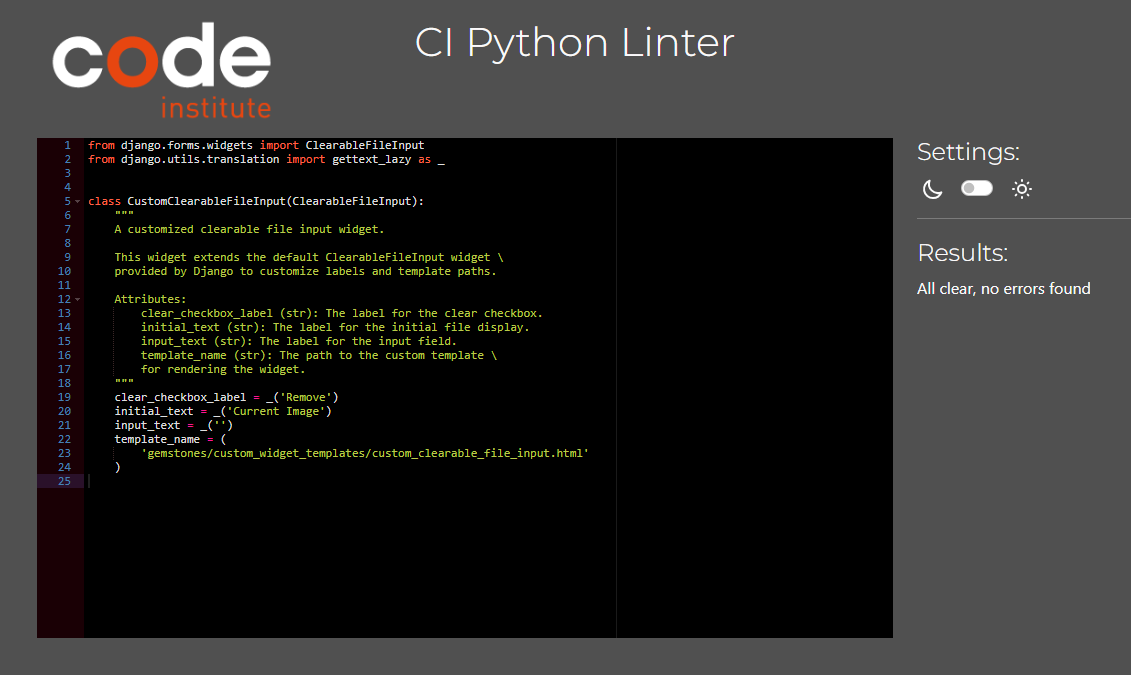 code
institute
CI Python Linter
1 from django.forms.widgets import ClearableFileInput
2 from django.utils.translation import gettext_lazy as _
3
4
5 class CustomClearableFileInput(ClearableFileInput):
6     """
7     A customized clearable file input widget.
8
9     This widget extends the default ClearableFileInput widget \
10     provided by Django to customize labels and template paths.
11
12     Attributes:
13         clear_checkbox_label (str): The label for the clear checkbox.
14         initial_text (str): The label for the initial file display.
15         input_text (str): The label for the input field.
16         template_name (str): The path to the custom template \
17         for rendering the widget.
18     """
19     clear_checkbox_label = _('Remove')
20     initial_text = _('Current Image')
21     input_text = _('')
22     template_name = (
23         'gemstones/custom_widget_templates/custom_clearable_file_input.html'
24     )
25
Settings:
Results:
All clear, no errors found